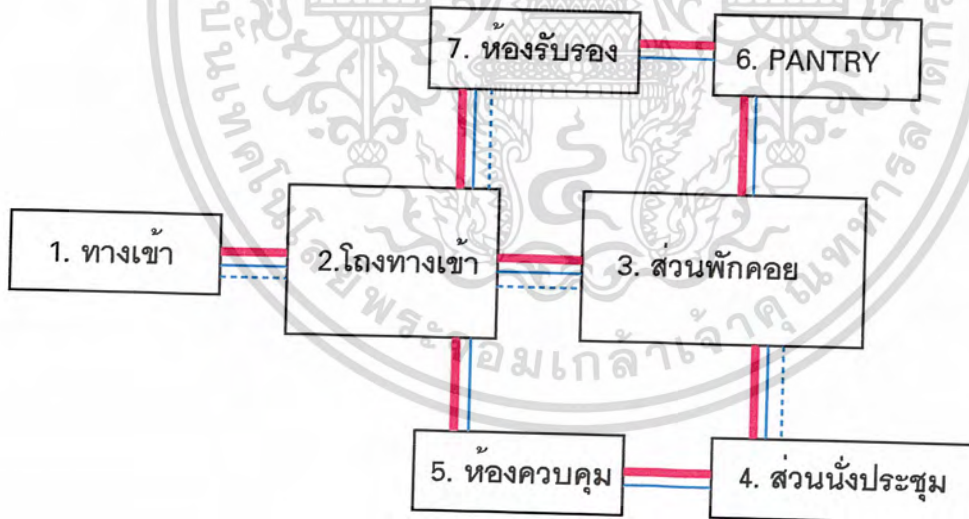 7. ห้องรับรอง
6. PANTRY
1. ทางเข้า
2.โถงทางเข้า
3. ส่วนพักคอย
5. ห้องควบคุม
4. ส่วนนั่งประชุม